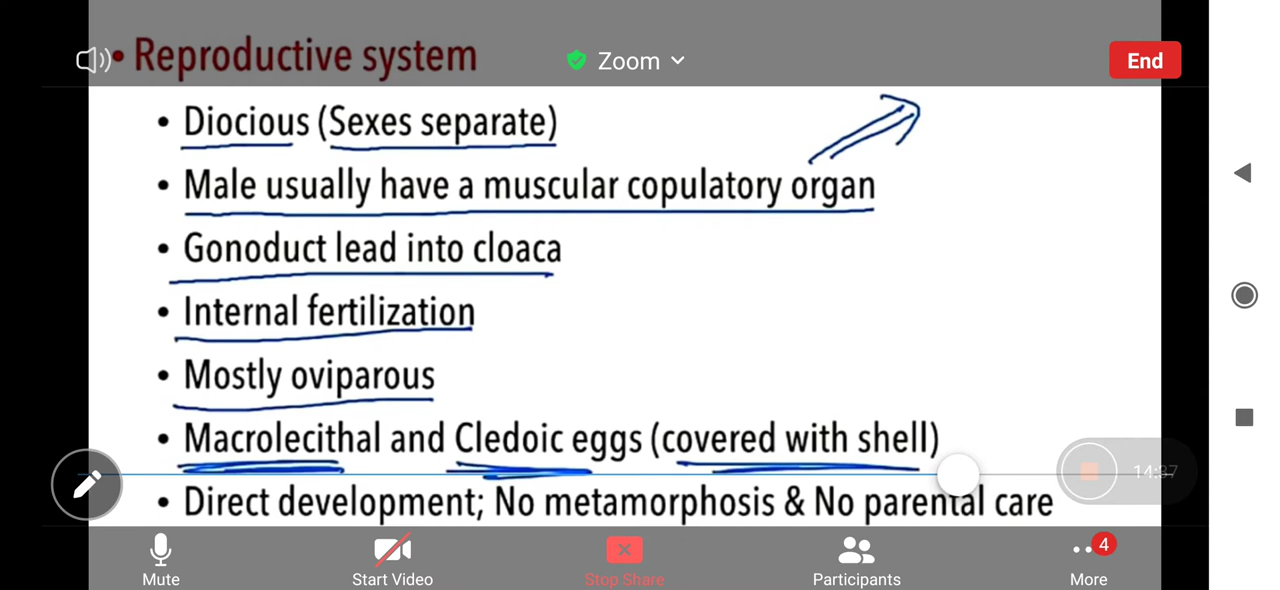 • Reproductive system
Zoom
End
• Diocious (Sexes separate)
• Male usually have a muscular copulatory organ
• Gonoduct lead into cloaca
• Internal fertilization
• Mostly oviparous
• Macrolecithal and Cledoic eggs (covered with shell)
14:37
• Direct development; No metamorphosis & No parental care
Mute
Start Video
Stop Share
Participants
4
More